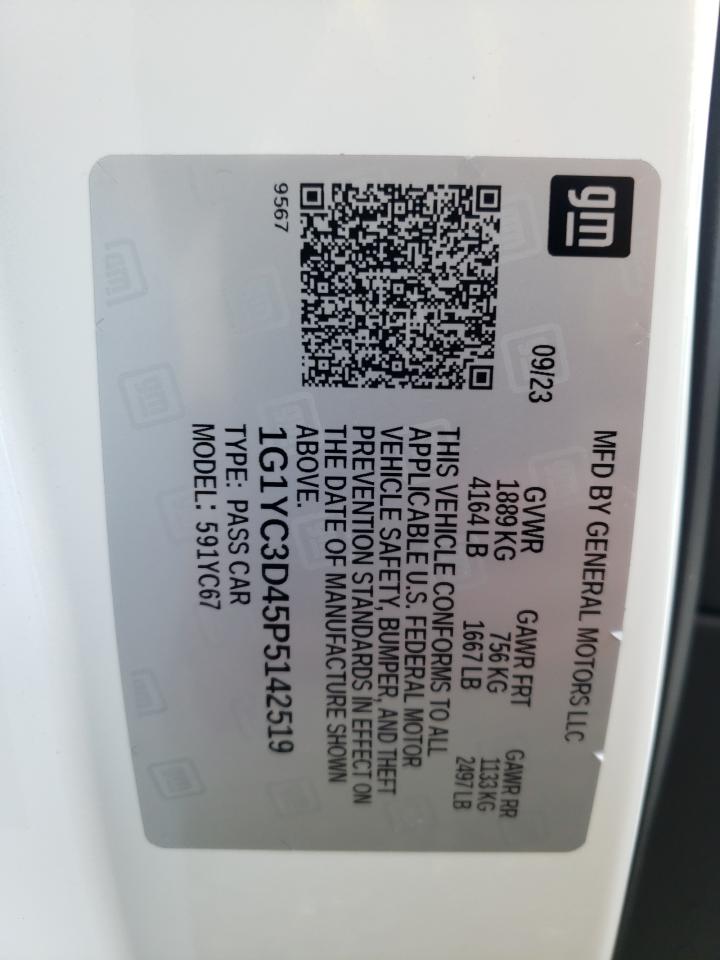 gm
MFD BY GENERAL MOTORS LLC
09/23
GVWR GAWR FRT GAWR RR
1889 KG 756 KG 1133 KG
4164 LB 1667 LB 2497 LB
THIS VEHICLE CONFORMS TO ALL
APPLICABLE U.S. FEDERAL MOTOR
VEHICLE SAFETY, BUMPER, AND THEFT
PREVENTION STANDARDS IN EFFECT ON
THE DATE OF MANUFACTURE SHOWN
ABOVE.
9567
1G1YC3D45P5142519
TYPE: PASS CAR
MODEL: 591YC67